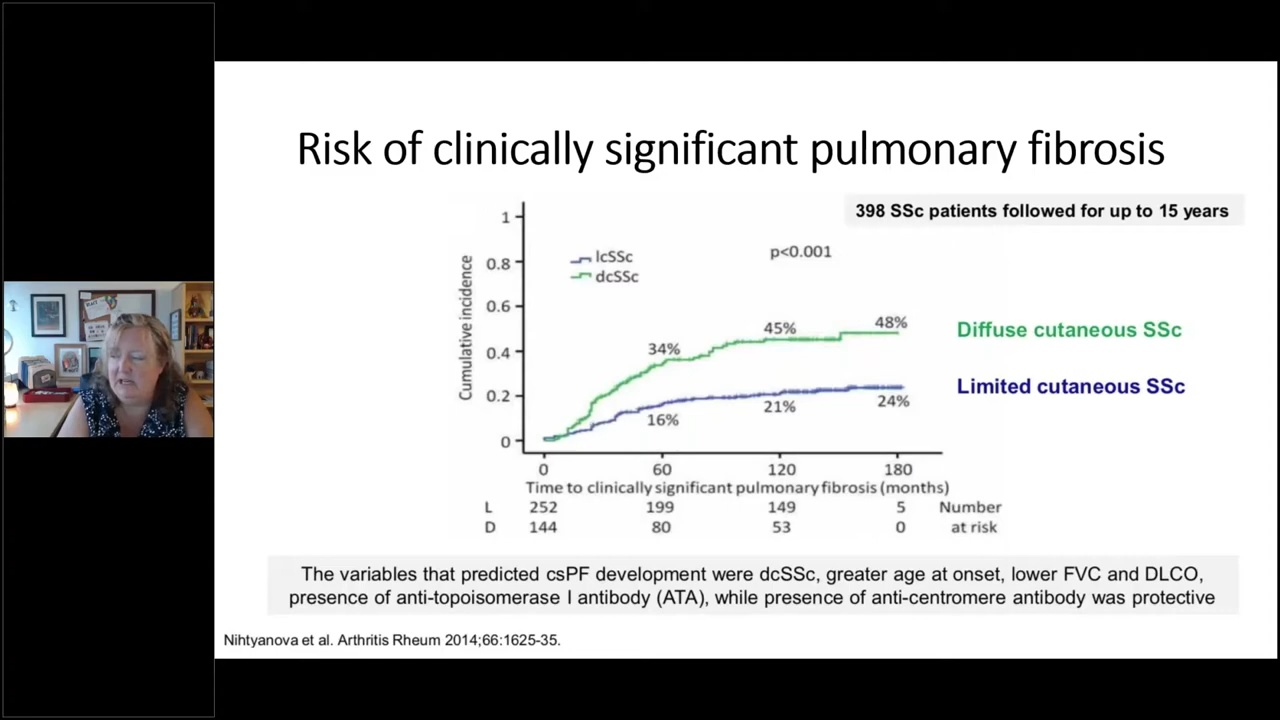 Risk of clinically significant pulmonary fibrosis
398 SSc patients followed for up to 15 years
Cumulative incidence
1
0.8
0.6
0.4
0.2
0
lcSSc
dcSSc
p<0.001
34%
45%
48%
16%
21%
24%
Diffuse cutaneous SSc
Limited cutaneous SSc
0 60 120 180
Time to clinically significant pulmonary fibrosis (months)
L 252 199 149 5 Number
D 144 80 53 0 at risk
The variables that predicted csPF development were dcSSc, greater age at onset, lower FVC and DLCO,
presence of anti-topoisomerase I antibody (ATA), while presence of anti-centromere antibody was protective
Nihtyanova et al. Arthritis Rheum 2014;66:1625-35.